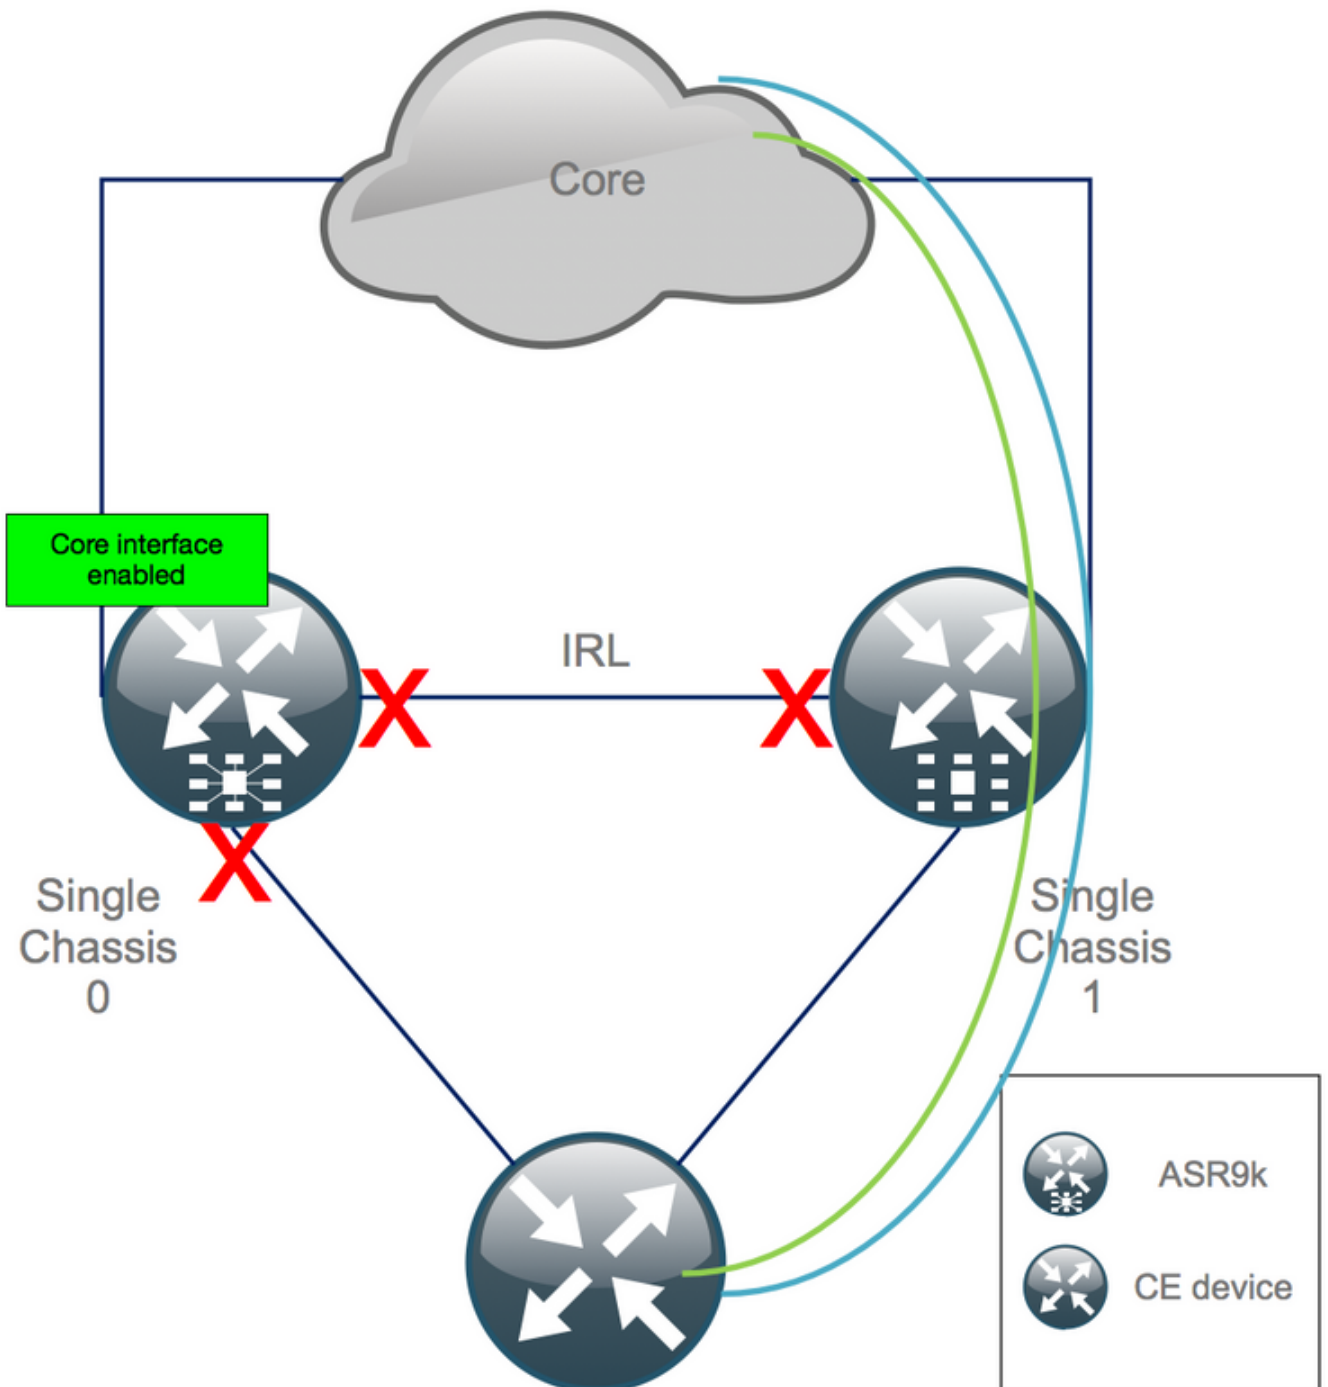 Core
Core interface
enabled
IRL
X
X
X
Single
Chassis
0
Single
Chassis
1
ASR9k
CE device